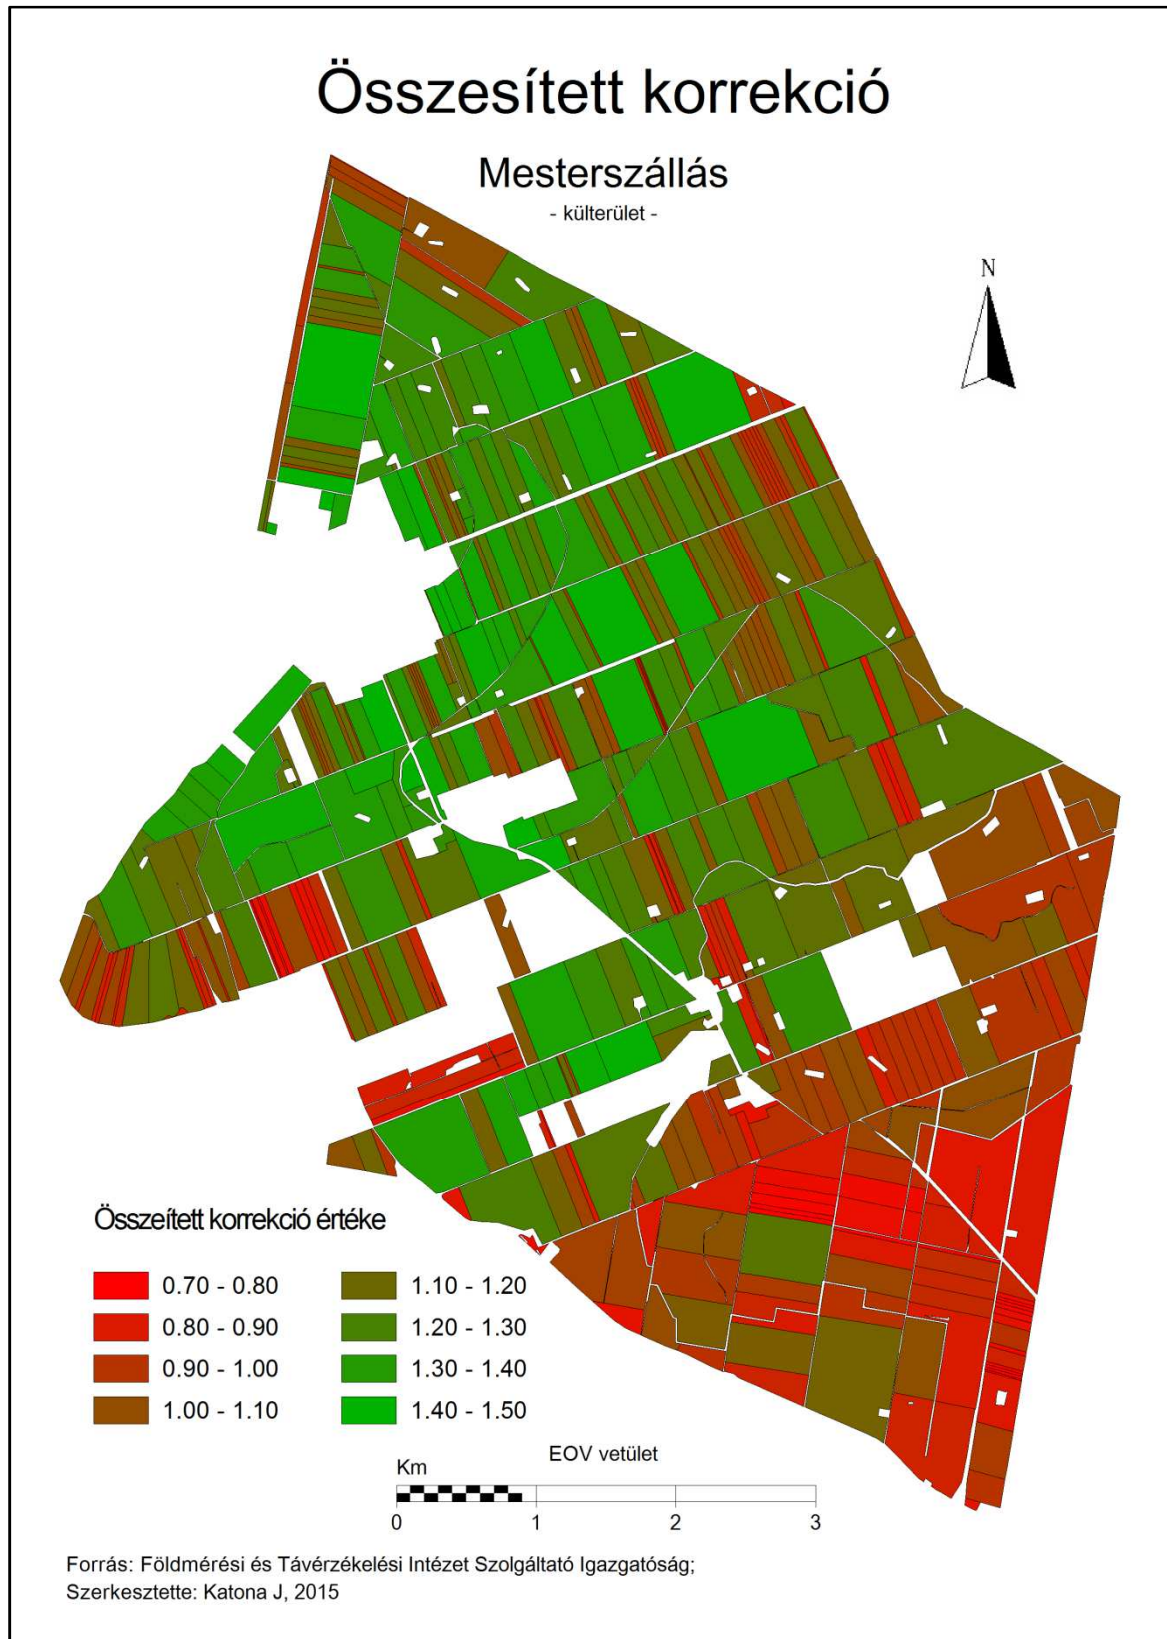 Összesített korrekció
Mesterszállás
- külterület -
N
Összeített korrekció értéke
0.70 - 0.80
0.80 - 0.90
0.90 - 1.00
1.00 - 1.10
1.10 - 1.20
1.20 - 1.30
1.30 - 1.40
1.40 - 1.50
EOV vetület
Km
0 1 2 3
Forrás: Földmérési és Távérzékelési Intézet Szolgáltató Igazgatóság;
Szerkesztette: Katona J, 2015